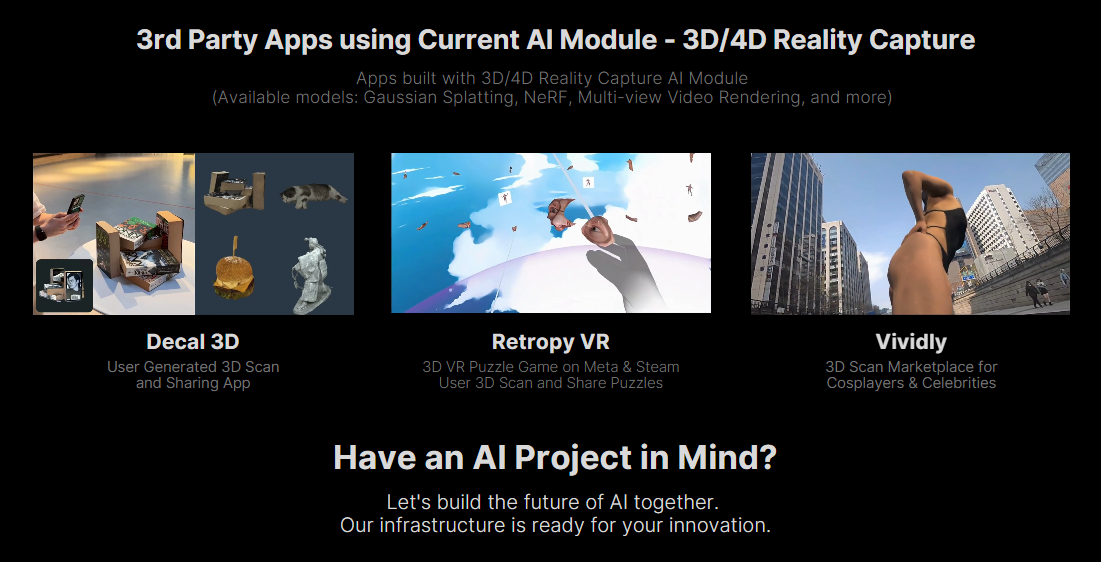 3rd Party Apps using Current AI Module - 3D/4D Reality Capture
Apps built with 3D/4D Reality Capture AI Module
(Available models: Gaussian Splatting, NeRF, Multi-view Video Rendering, and more)
Decal 3D
User Generated 3D Scan
and Sharing App
Retropy VR
3D VR Puzzle Game on Meta & Steam
User 3D Scan and Share Puzzles
Vividly
3D Scan Marketplace for
Cosplayers & Celebrities
Have an AI Project in Mind?
Let's build the future of AI together.
Our infrastructure is ready for your innovation.